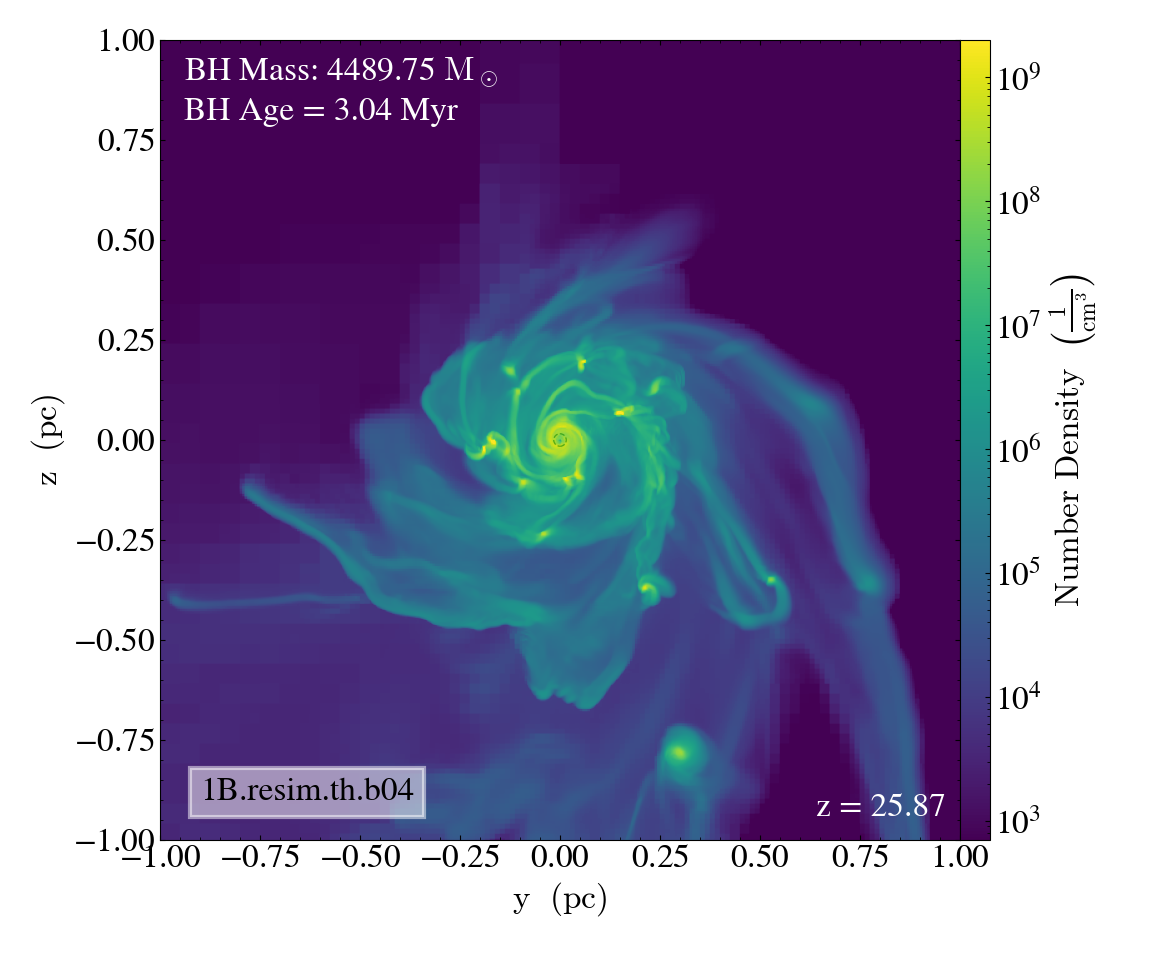 BH Mass: 4489.75 M⊙
BH Age = 3.04 Myr
1B.resim.th.b04
z = 25.87
1.00
0.75
0.50
0.25
0.00
−0.25
−0.50
−0.75
−1.00
z (pc)
−1.00 −0.75 −0.50 −0.25 0.00 0.25 0.50 0.75 1.00
y (pc)
10⁹
10⁸
10⁷
10⁶
10⁵
10⁴
10³
Number Density (1/cm³)